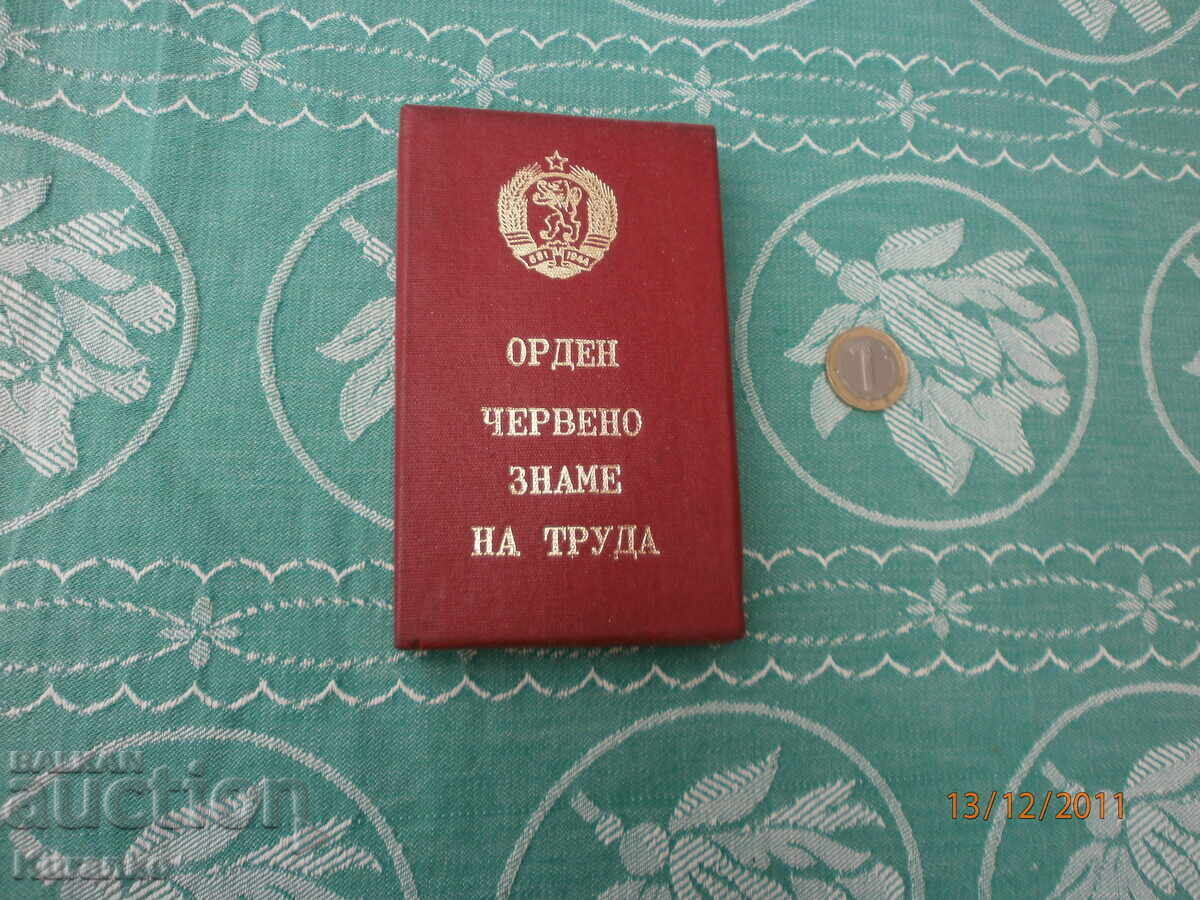 681 1944
ОРДЕН
ЧЕРВЕНО
ЗНАМЕ
НА ТРУДА
1
13/12/2011
BALKAN
auction